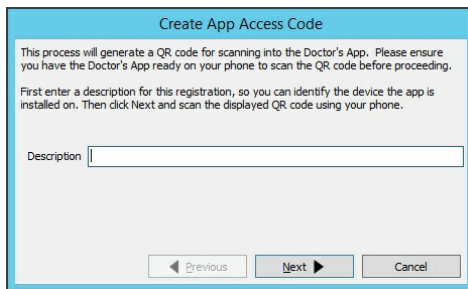 Create App Access Code
This process will generate a QR code for scanning into the Doctor's App. Please ensure
you have the Doctor's App ready on your phone to scan the QR code before proceeding.
First enter a description for this registration, so you can identify the device the app is
installed on. Then click Next and scan the displayed QR code using your phone.
Description
Previous Next Cancel